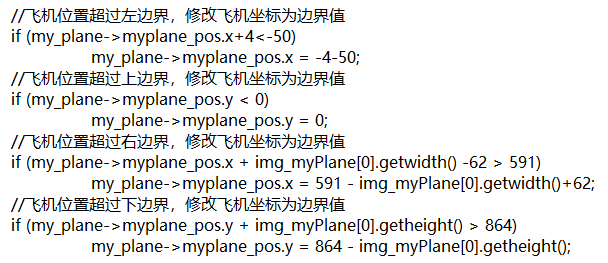 //飞机位置超过左边界，修改飞机坐标为边界值
if (my_plane->myplane_pos.x+4<-50)
my_plane->myplane_pos.x = -4-50;
//飞机位置超过上边界，修改飞机坐标为边界值
if (my_plane->myplane_pos.y < 0)
my_plane->myplane_pos.y = 0;
//飞机位置超过右边界，修改飞机坐标为边界值
if (my_plane->myplane_pos.x + img_myPlane[0].getwidth() -62 > 591)
my_plane->myplane_pos.x = 591 - img_myPlane[0].getwidth()+62;
//飞机位置超过下边界，修改飞机坐标为边界值
if (my_plane->myplane_pos.y + img_myPlane[0].getheight() > 864)
my_plane->myplane_pos.y = 864 - img_myPlane[0].getheight();